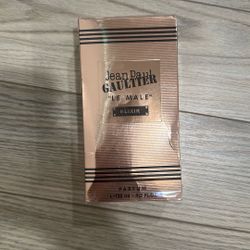 Jean Paul
GAULTIER
"LE MALE"
ELIXIR
PARFUM